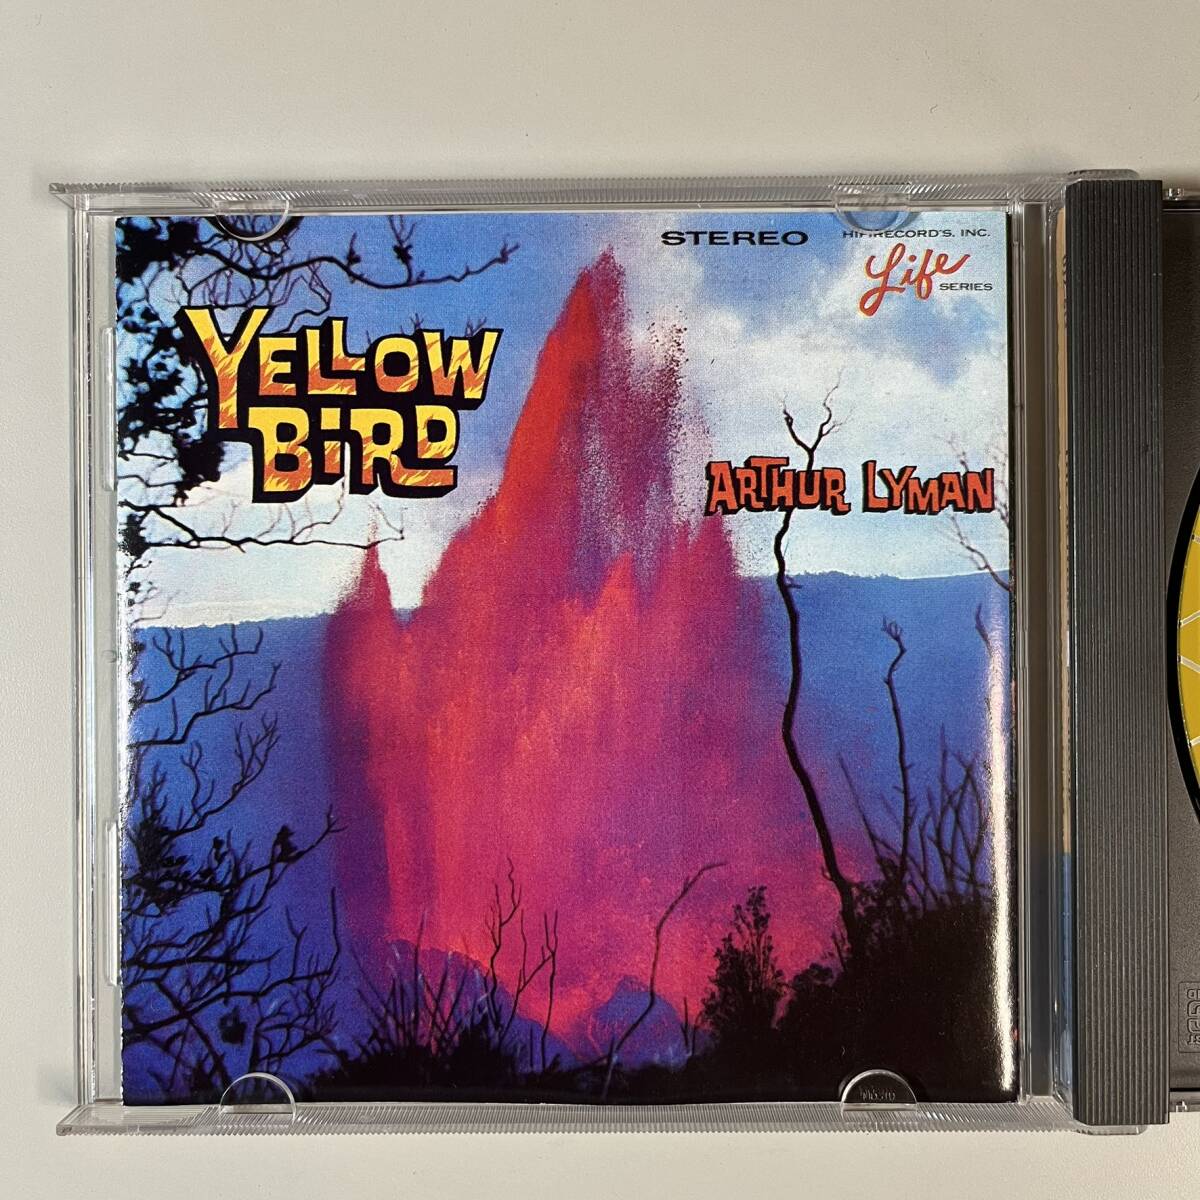 STEREO
HIFIRECORD'S, INC.
Life
SERIES
YELLOW
BIRD
ARTHUR LYMAN